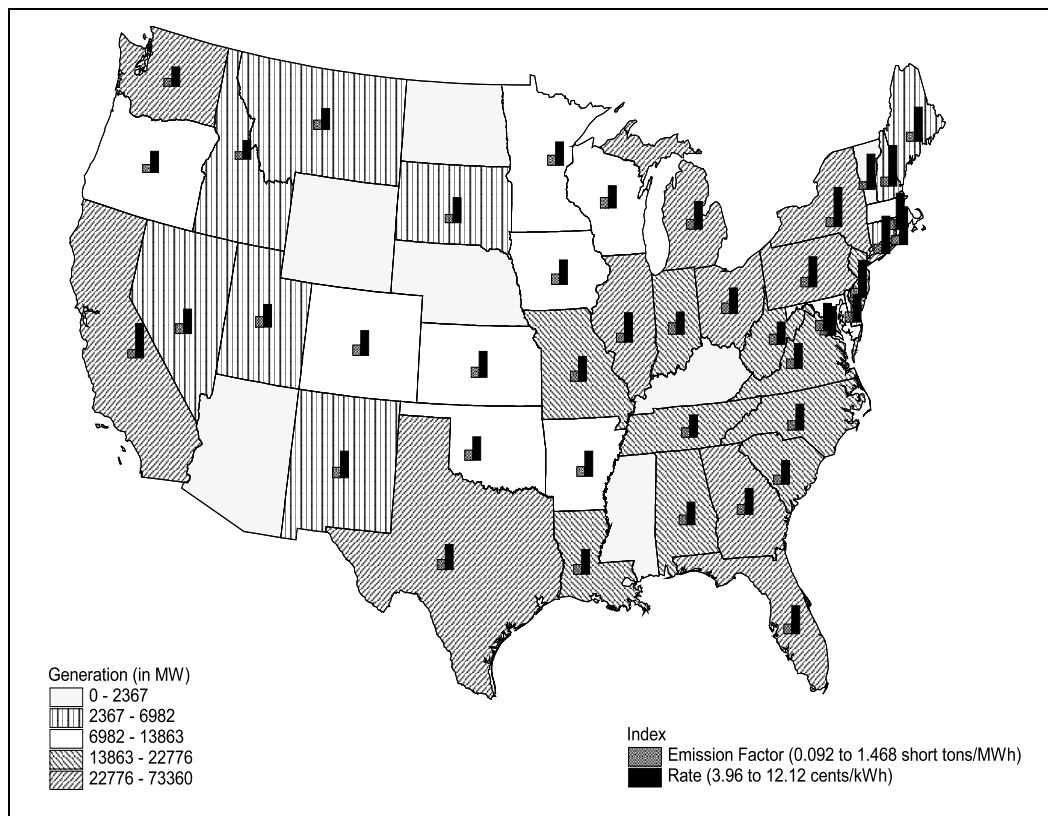 Generation (in MW)
0 - 2367
2367 - 6982
6982 - 13863
13863 - 22776
22776 - 73360
Index
Emission Factor (0.092 to 1.468 short tons/MWh)
Rate (3.96 to 12.12 cents/kWh)